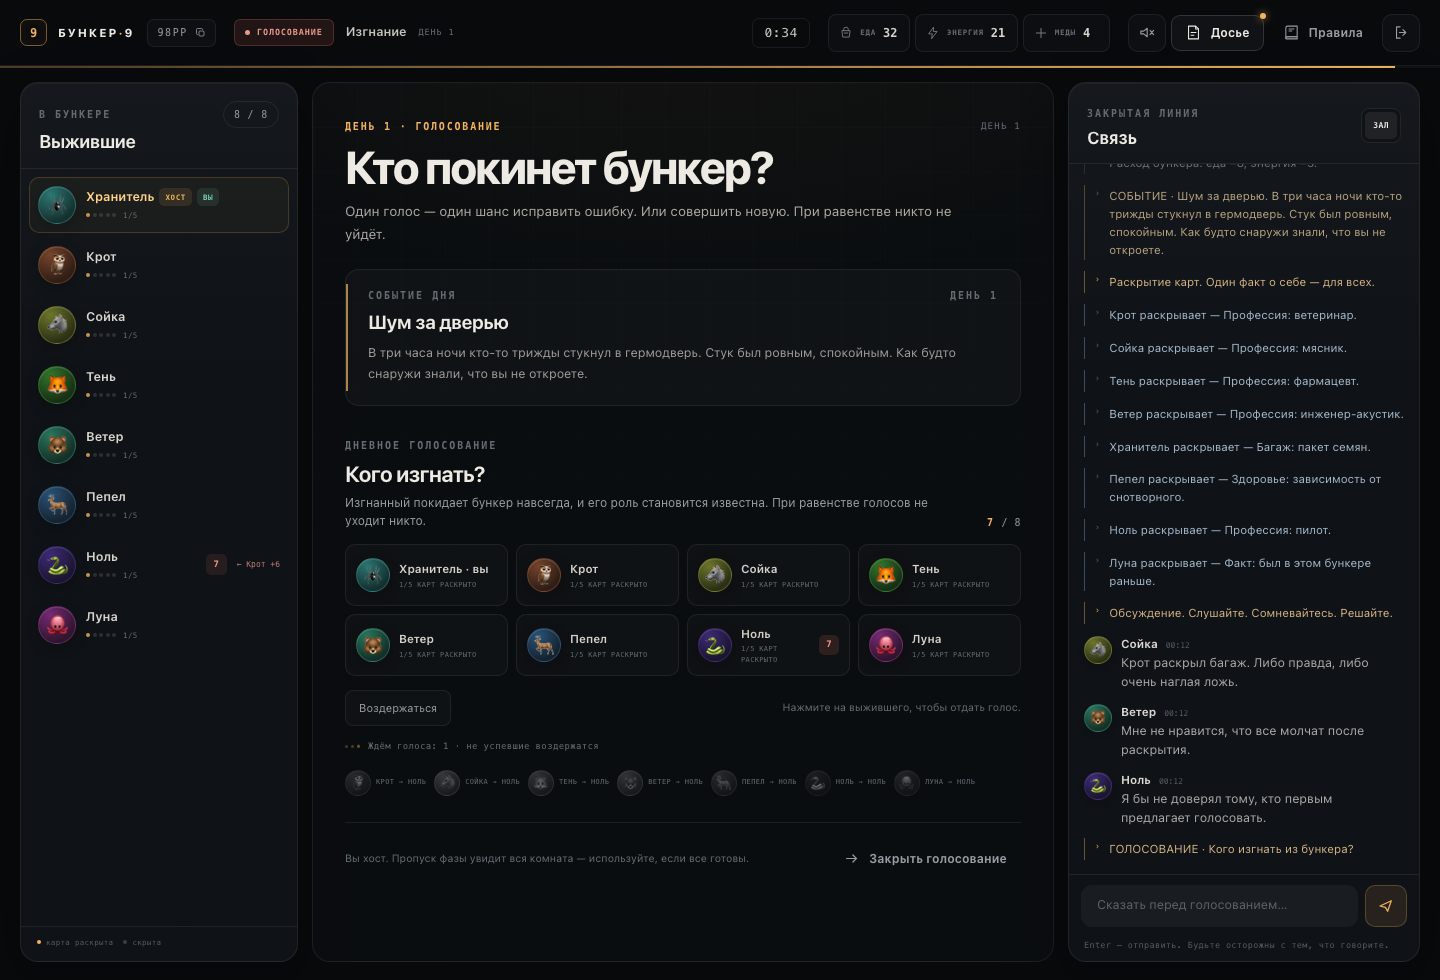 9 БУНКЕР·9 98PP ГОЛОСОВАНИЕ Изгнание ДЕНЬ 1 0:34 ЕДА 32 ЭНЕРГИЯ 21 МЕДЫ 4 Досье Правила
В БУНКЕРЕ
Выжившие
8 / 8
Хранитель ХОСТ ВЫ
1/5
Крот
1/5
Сойка
1/5
Тень
1/5
Ветер
1/5
Пепел
1/5
Ноль
1/5
7 ← Крот +6
Луна
1/5
карта раскрыта скрыта
ДЕНЬ 1 · ГОЛОСОВАНИЕ
ДЕНЬ 1
Кто покинет бункер?
Один голос — один шанс исправить ошибку. Или совершить новую. При равенстве никто не
уйдёт.
СОБЫТИЕ ДНЯ
ДЕНЬ 1
Шум за дверью
В три часа ночи кто-то трижды стукнул в гермодверь. Стук был ровным, спокойным. Как будто
снаружи знали, что вы не откроете.
ДНЕВНОЕ ГОЛОСОВАНИЕ
Кого изгнать?
Изгнанный покидает бункер навсегда, и его роль становится известна. При равенстве голосов не
уходит никто.
7 / 8
Хранитель · вы
1/5 КАРТ РАСКРЫТО
Крот
1/5 КАРТ РАСКРЫТО
Сойка
1/5 КАРТ РАСКРЫТО
Тень
1/5 КАРТ РАСКРЫТО
Ветер
1/5 КАРТ РАСКРЫТО
Пепел
1/5 КАРТ РАСКРЫТО
Ноль
1/5 КАРТ
РАСКРЫТО
7
Луна
1/5 КАРТ РАСКРЫТО
Воздержаться
Нажмите на выжившего, чтобы отдать голос.
Ждём голоса: 1 · не успевшие воздержатся
КРОТ → НОЛЬ СОЙКА → НОЛЬ ТЕНЬ → НОЛЬ ВЕТЕР → НОЛЬ ПЕПЕЛ → НОЛЬ НОЛЬ → НОЛЬ ЛУНА → НОЛЬ
Вы хост. Пропуск фазы увидит вся комната — используйте, если все готовы.
→ Закрыть голосование
ЗАКРЫТАЯ ЛИНИЯ
Связь
ЗАЛ
Расход бункера: еда −8, энергия −3.
СОБЫТИЕ · Шум за дверью. В три часа ночи кто-то
трижды стукнул в гермодверь. Стук был ровным,
спокойным. Как будто снаружи знали, что вы не
откроете.
Раскрытие карт. Один факт о себе — для всех.
Крот раскрывает — Профессия: ветеринар.
Сойка раскрывает — Профессия: мясник.
Тень раскрывает — Профессия: фармацевт.
Ветер раскрывает — Профессия: инженер-акустик.
Хранитель раскрывает — Багаж: пакет семян.
Пепел раскрывает — Здоровье: зависимость от
снотворного.
Ноль раскрывает — Профессия: пилот.
Луна раскрывает — Факт: был в этом бункере
раньше.
Обсуждение. Слушайте. Сомневайтесь. Решайте.
Сойка 00:12
Крот раскрыл багаж. Либо правда, либо
очень наглая ложь.
Ветер 00:12
Мне не нравится, что все молчат после
раскрытия.
Ноль 00:12
Я бы не доверял тому, кто первым
предлагает голосовать.
ГОЛОСОВАНИЕ · Кого изгнать из бункера?
Сказать перед голосованием…
Enter — отправить. Будьте осторожны с тем, что говорите.